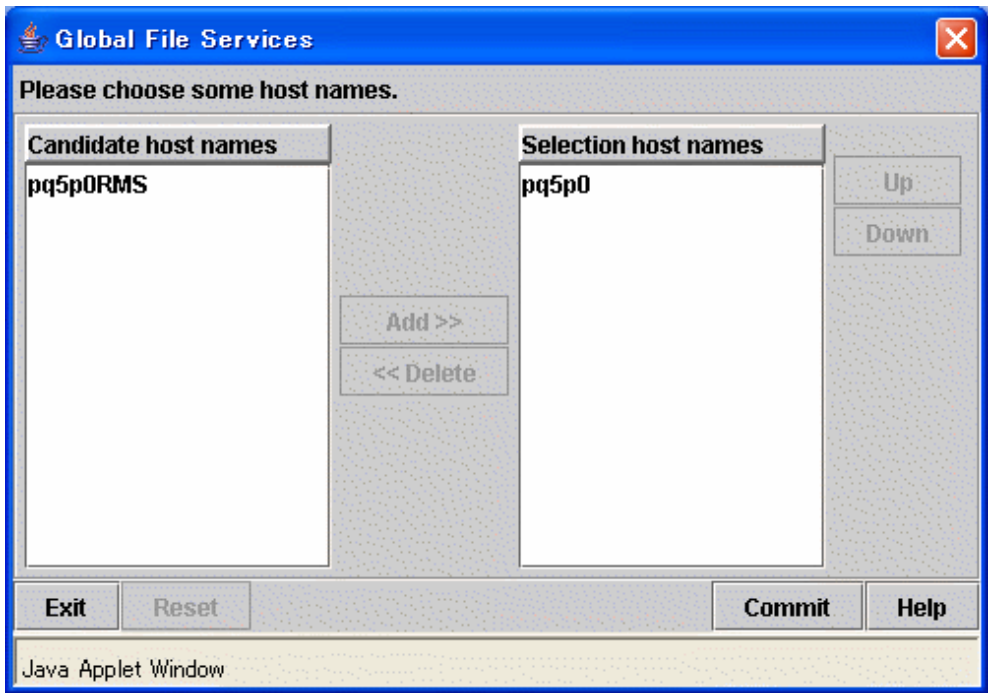 Global File Services
Please choose some host names.
Candidate host names
pq5p0RMS
Add >>
<< Delete
Selection host names
pq5p0
Up
Down
Exit Reset Commit Help
Java Applet Window